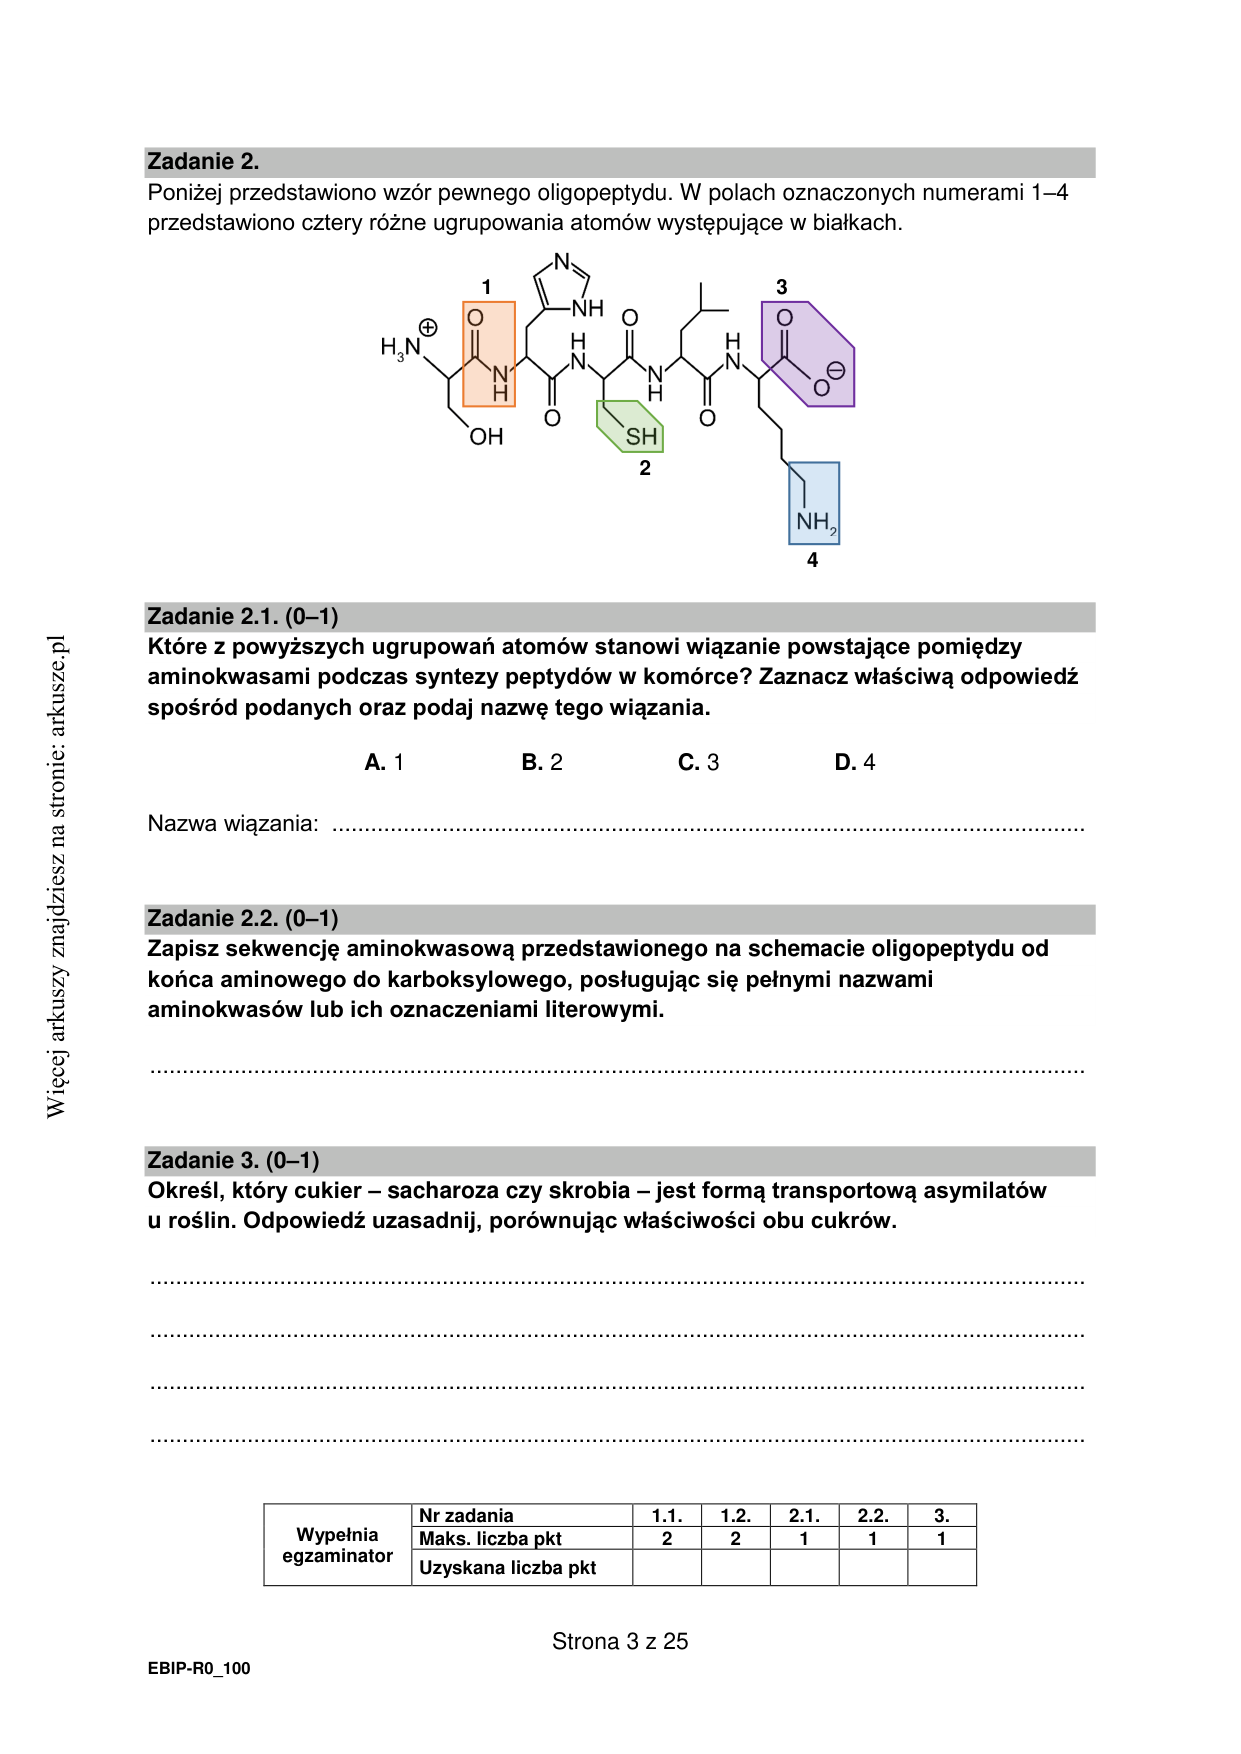 Zadanie 2.
Poniżej przedstawiono wzór pewnego oligopeptydu. W polach oznaczonych numerami 1–4
przedstawiono cztery różne ugrupowania atomów występujące w białkach.
N
1
3
NH
O
O
O
⊕
H₃N
H
N
H
N
⊖
N
H
N
H
O
O
O
OH
SH
2
NH₂
4
Zadanie 2.1. (0–1)
Które z powyższych ugrupowań atomów stanowi wiązanie powstające pomiędzy
aminokwasami podczas syntezy peptydów w komórce? Zaznacz właściwą odpowiedź
spośród podanych oraz podaj nazwę tego wiązania.
A. 1 B. 2 C. 3 D. 4
Nazwa wiązania: ....................................................................................................................
Zadanie 2.2. (0–1)
Zapisz sekwencję aminokwasową przedstawionego na schemacie oligopeptydu od
końca aminowego do karboksylowego, posługując się pełnymi nazwami
aminokwasów lub ich oznaczeniami literowymi.
................................................................................................................................................
Zadanie 3. (0–1)
Określ, który cukier – sacharoza czy skrobia – jest formą transportową asymilatów
u roślin. Odpowiedź uzasadnij, porównując właściwości obu cukrów.
................................................................................................................................................
................................................................................................................................................
................................................................................................................................................
................................................................................................................................................
Wypełnia
egzaminator
Nr zadania 1.1. 1.2. 2.1. 2.2. 3.
Maks. liczba pkt 2 2 1 1 1
Uzyskana liczba pkt
Strona 3 z 25
EBIP-R0_100
Więcej arkuszy znajdziesz na stronie: arkusze.pl